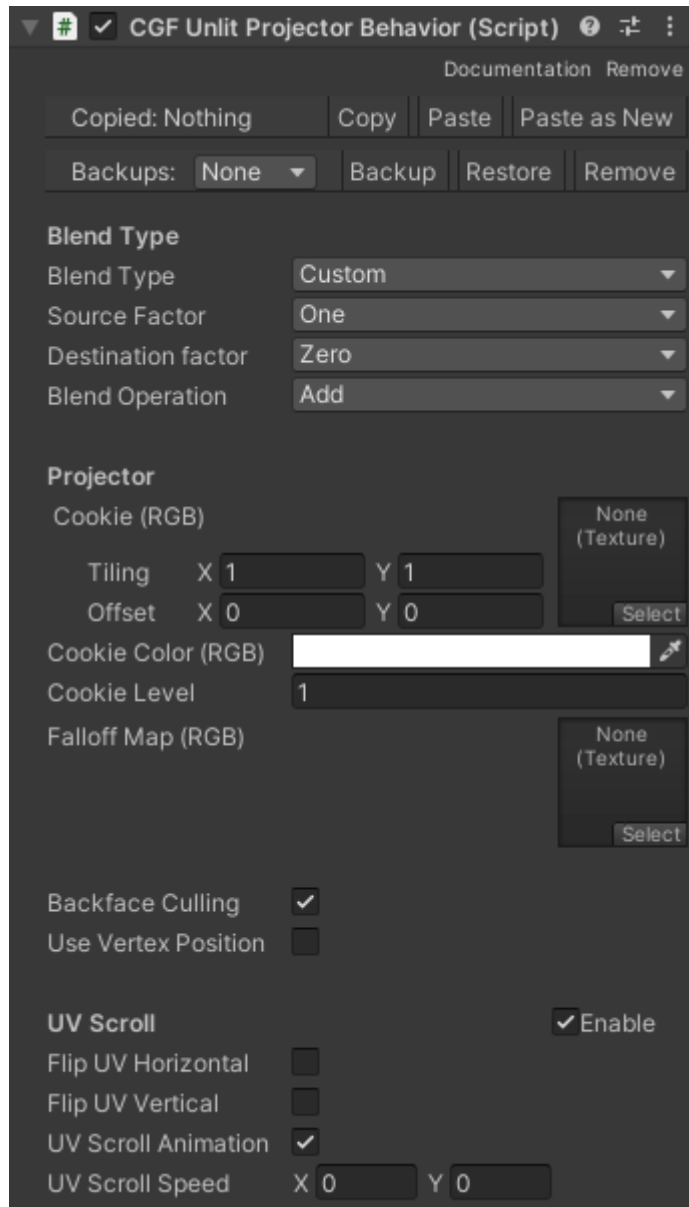 # CGF Unlit Projector Behavior (Script)
Documentation Remove
Copied: Nothing Copy Paste Paste as New
Backups: None Backup Restore Remove
Blend Type
Blend Type Custom
Source Factor One
Destination factor Zero
Blend Operation Add
Projector
Cookie (RGB) None
(Texture)
Tiling X 1 Y 1
Offset X 0 Y 0 Select
Cookie Color (RGB)
Cookie Level 1
Falloff Map (RGB) None
(Texture)
Select
Backface Culling
Use Vertex Position
UV Scroll Enable
Flip UV Horizontal
Flip UV Vertical
UV Scroll Animation
UV Scroll Speed X 0 Y 0